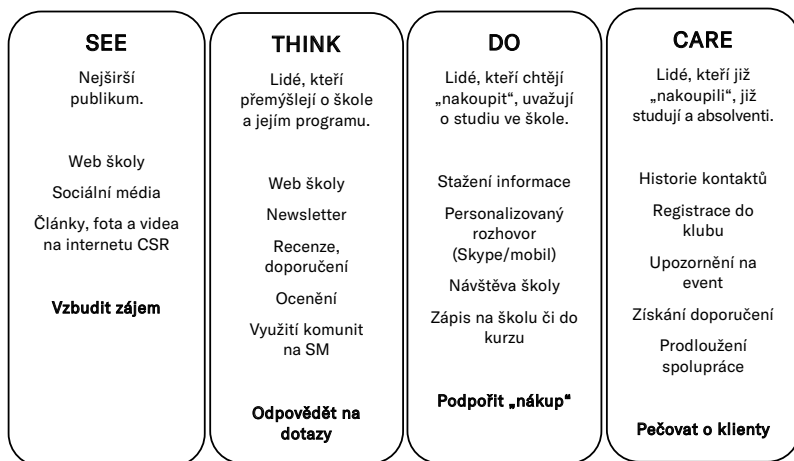 SEE
Nejširší
publikum.
Web školy
Sociální média
Články, fota a videa
na internetu CSR
Vzbudit zájem
THINK
Lidé, kteří
přemýšlejí o škole
a jejím programu.
Web školy
Newsletter
Recenze,
doporučení
Ocenění
Využití komunit
na SM
Odpovědět na
dotazy
DO
Lidé, kteří chtějí
„nakoupit“, uvažují
o studiu ve škole.
Stažení informace
Personalizovaný
rozhovor
(Skype/mobil)
Návštěva školy
Zápis na školu či do
kurzu
Podpořit „nákup“
CARE
Lidé, kteří již
„nakoupili“, již
studují a absolventi.
Historie kontaktů
Registrace do
klubu
Upozornění na
event
Získání doporučení
Prodloužení
spolupráce
Pečovat o klienty